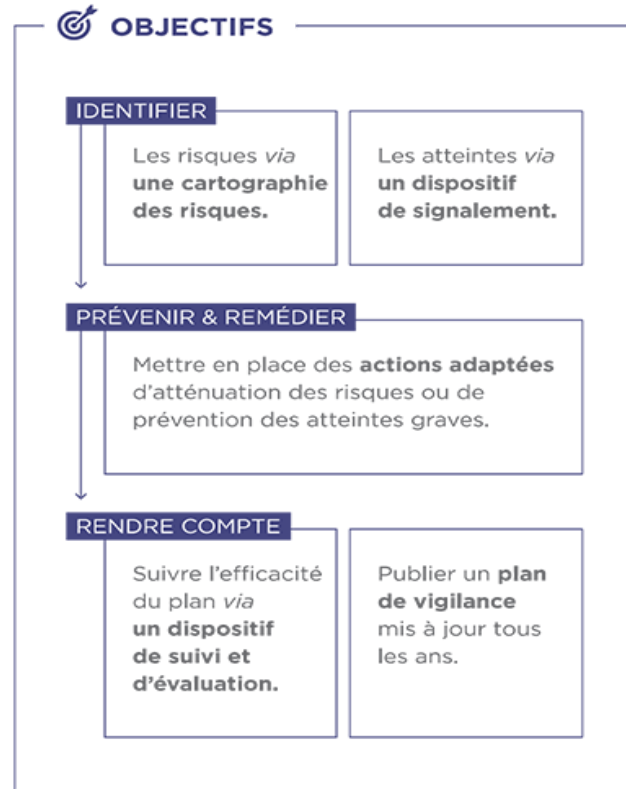 OBJECTIFS
IDENTIFIER
Les risques via
une cartographie
des risques.
Les atteintes via
un dispositif
de signalement.
PRÉVENIR & REMÉDIER
Mettre en place des actions adaptées
d'atténuation des risques ou de
prévention des atteintes graves.
RENDRE COMPTE
Suivre l'efficacité
du plan via
un dispositif
de suivi et
d'évaluation.
Publier un plan
de vigilance
mis à jour tous
les ans.